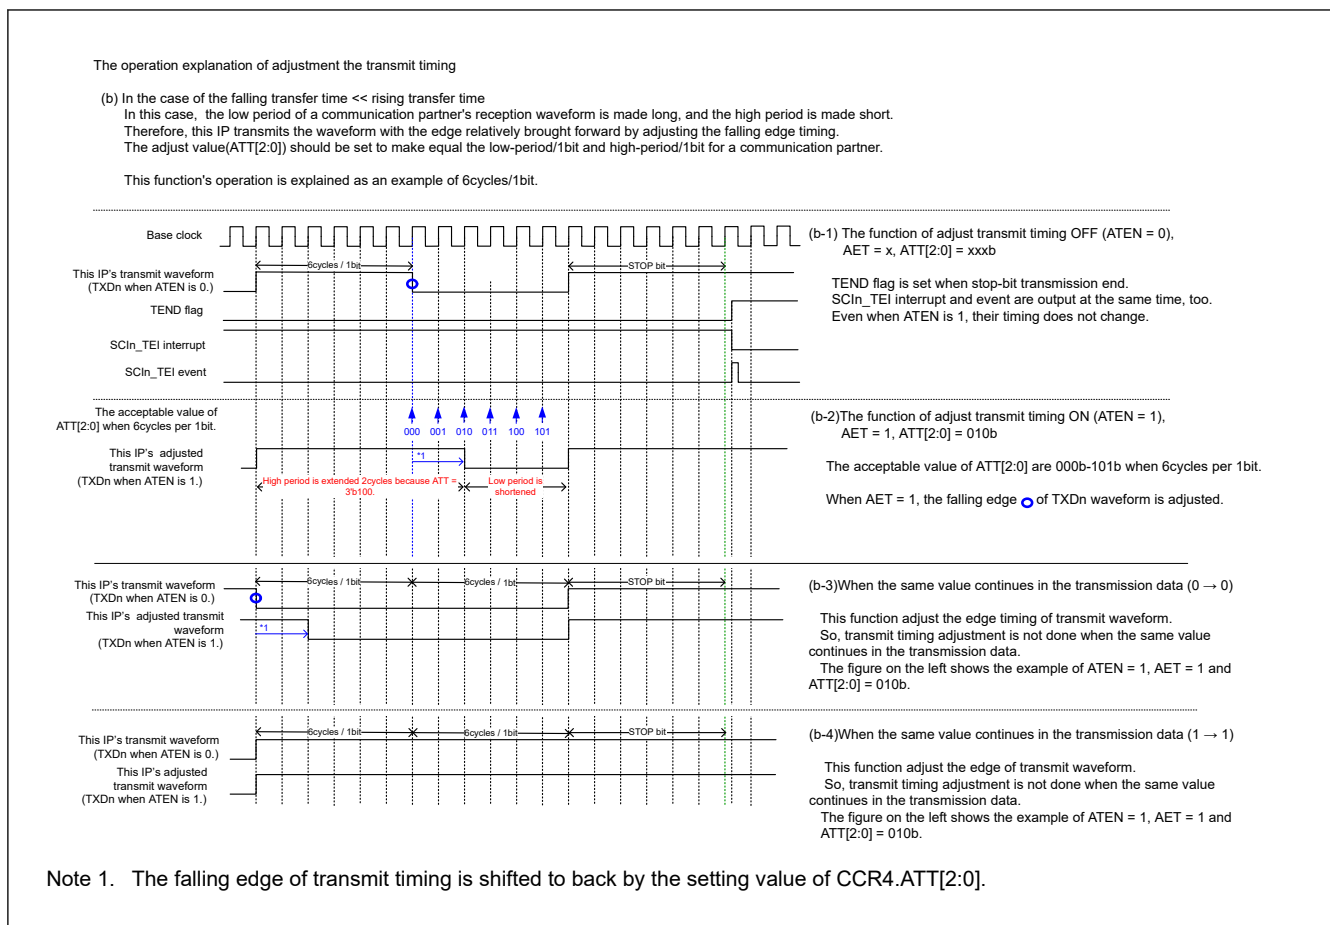 The operation explanation of adjustment the transmit timing
(b) In the case of the falling transfer time << rising transfer time
In this case, the low period of a communication partner's reception waveform is made long, and the high period is made short.
Therefore, this IP transmits the waveform with the edge relatively brought forward by adjusting the falling edge timing.
The adjust value(ATT[2:0]) should be set to make equal the low-period/1bit and high-period/1bit for a communication partner.
This function's operation is explained as an example of 6cycles/1bit.
Base clock
6cycles / 1bit
STOP bit
This IP's transmit waveform
(TXDn when ATEN is 0.)
TEND flag
SCIn_TEI interrupt
SCIn_TEI event
(b-1) The function of adjust transmit timing OFF (ATEN = 0),
AET = x, ATT[2:0] = xxxb
TEND flag is set when stop-bit transmission end.
SCIn_TEI interrupt and event are output at the same time, too.
Even when ATEN is 1, their timing does not change.
The acceptable value of
ATT[2:0] when 6cycles per 1bit.
000 001 010 011 100 101
This IP's adjusted
transmit waveform
(TXDn when ATEN is 1.)
*1
High period is extended 2cycles because ATT =
3'b100.
Low period is
shortened
(b-2)The function of adjust transmit timing ON (ATEN = 1),
AET = 1, ATT[2:0] = 010b
The acceptable value of ATT[2:0] are 000b-101b when 6cycles per 1bit.
When AET = 1, the falling edge of TXDn waveform is adjusted.
This IP's transmit waveform
(TXDn when ATEN is 0.)
6cycles / 1bit
6cycles / 1bt
STOP bit
This IP's adjusted transmit
waveform
(TXDn when ATEN is 1.)
*1
(b-3)When the same value continues in the transmission data (0 → 0)
This function adjust the edge timing of transmit waveform.
So, transmit timing adjustment is not done when the same value
continues in the transmission data.
The figure on the left shows the example of ATEN = 1, AET = 1 and
ATT[2:0] = 010b.
This IP's transmit waveform
(TXDn when ATEN is 0.)
6cycles / 1bit
6cycles / 1bit
STOP bit
This IP's adjusted
transmit waveform
(TXDn when ATEN is 1.)
(b-4)When the same value continues in the transmission data (1 → 1)
This function adjust the edge of transmit waveform.
So, transmit timing adjustment is not done when the same value
continues in the transmission data.
The figure on the left shows the example of ATEN = 1, AET = 1 and
ATT[2:0] = 010b.
Note 1. The falling edge of transmit timing is shifted to back by the setting value of CCR4.ATT[2:0].